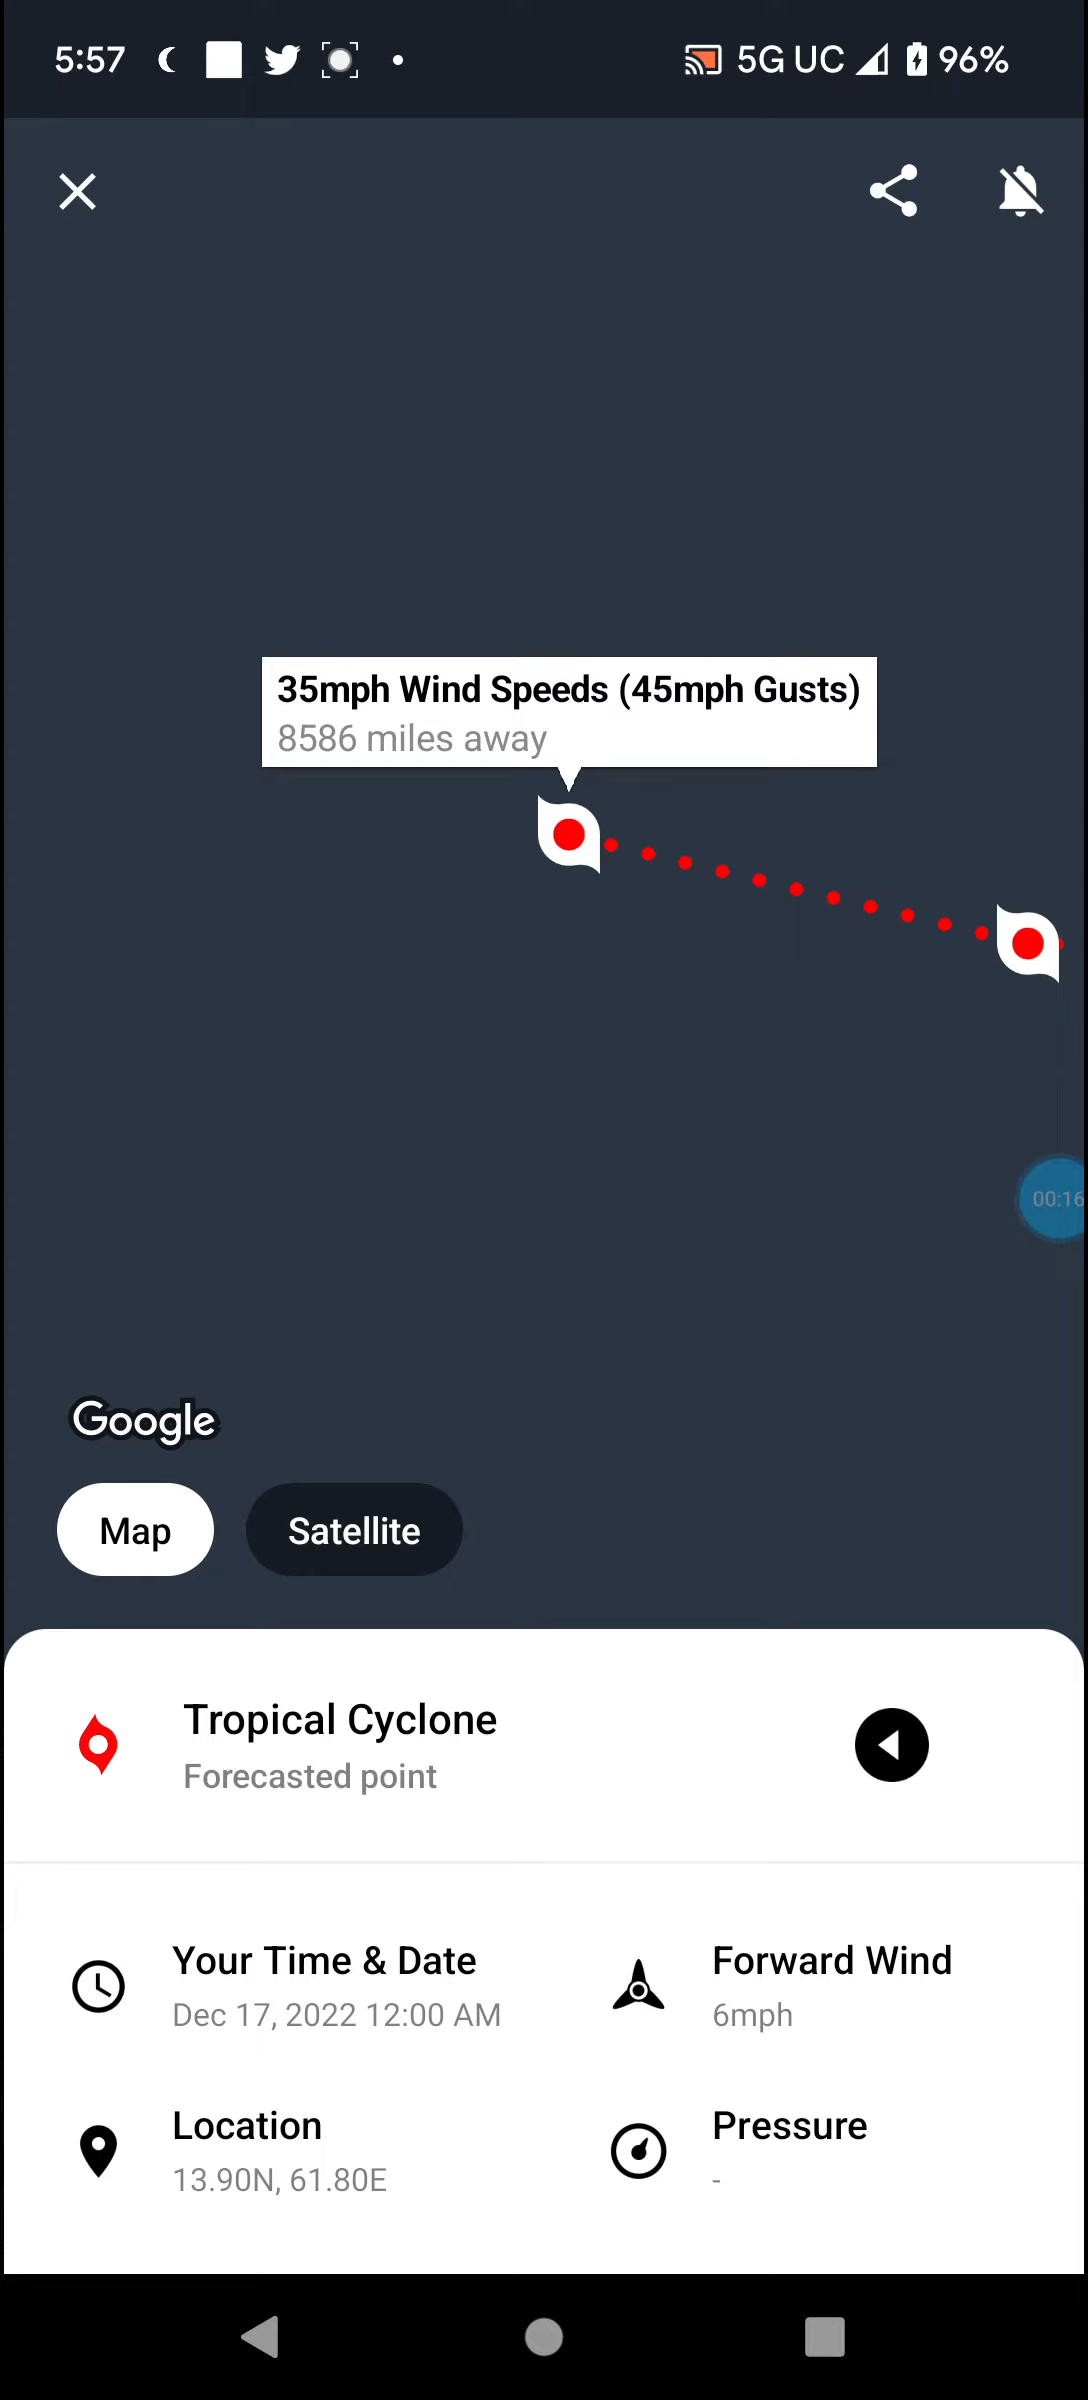 5:57 5G UC 96%
35mph Wind Speeds (45mph Gusts)
8586 miles away
00:16
Google
Map Satellite
Tropical Cyclone
Forecasted point
Your Time & Date Forward Wind
Dec 17, 2022 12:00 AM 6mph
Location Pressure
13.90N, 61.80E -